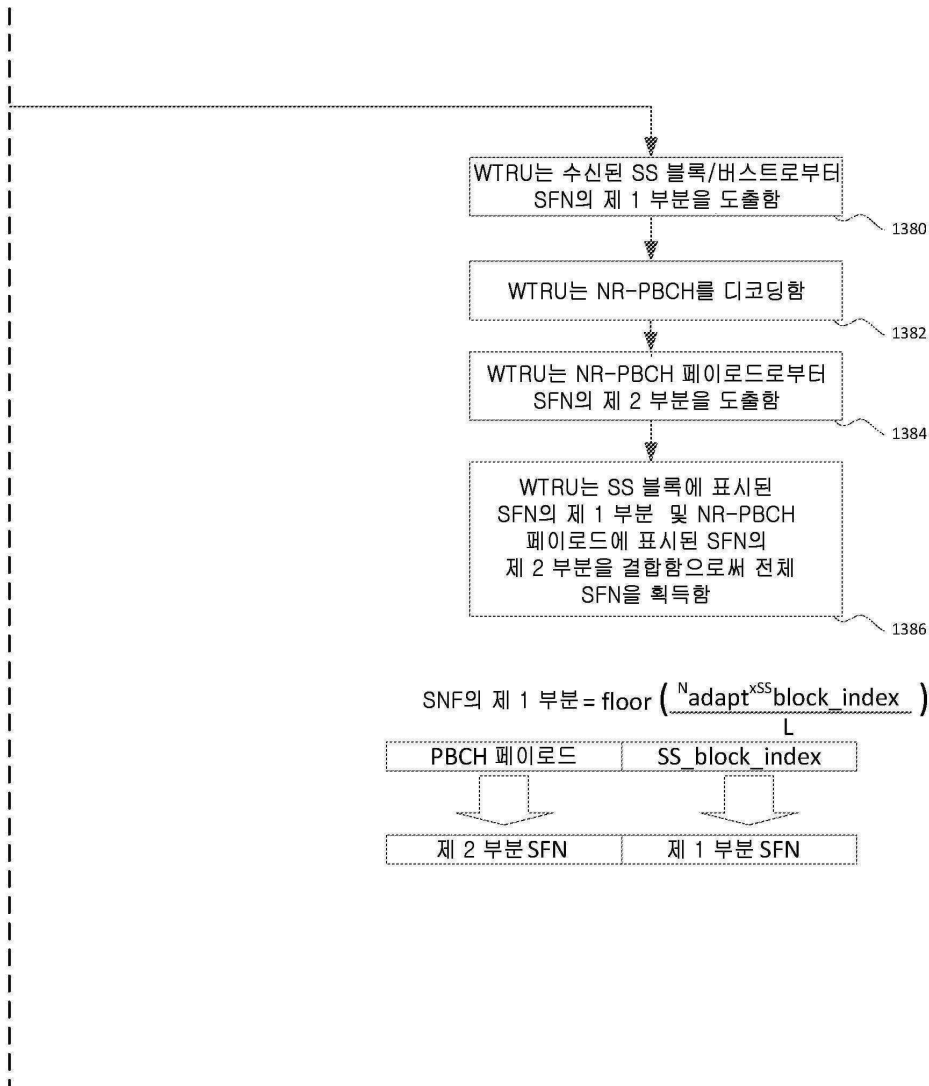 WTRU는 수신된 SS 블록/버스트로부터
SFN의 제 1 부분을 도출함
1380
WTRU는 NR-PBCH를 디코딩함
1382
WTRU는 NR-PBCH 페이로드로부터
SFN의 제 2 부분을 도출함
1384
WTRU는 SS 블록에 표시된
SFN의 제 1 부분 및 NR-PBCH
페이로드에 표시된 SFN의
제 2 부분을 결합함으로써 전체
SFN을 획득함
1386
SNF의 제 1 부분 = floor ( NadaptxSSblock_index )
L
PBCH 페이로드 SS_block_index
제 2 부분 SFN 제 1 부분 SFN